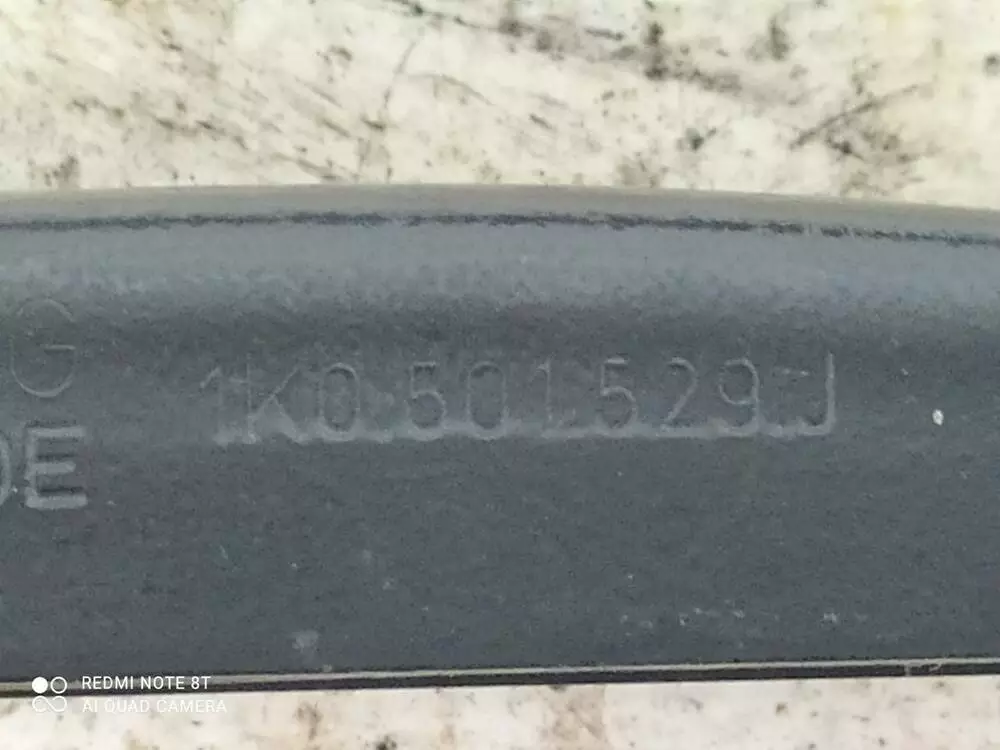 G
1K0 501 529 J
DE
REDMI NOTE 8T
AI QUAD CAMERA